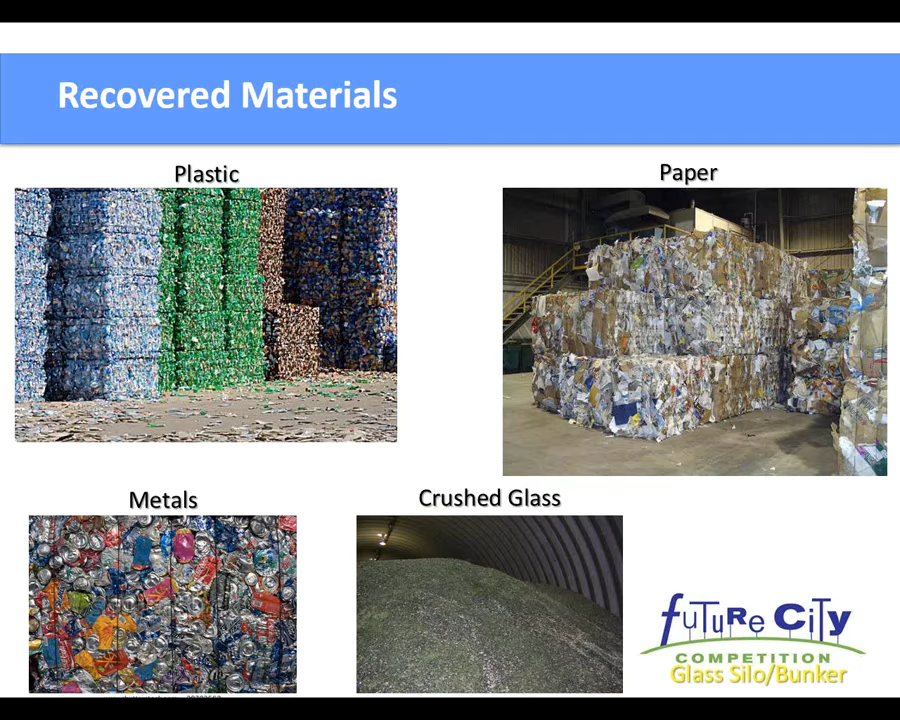 Recovered Materials
Plastic
Paper
Metals
Crushed Glass
FuTuRe CiTy
COMPETITION
Glass Silo/Bunker